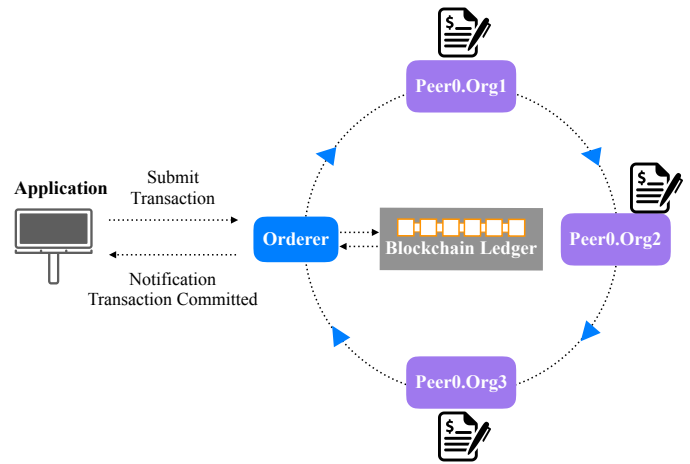 $
Peer0.Org1
Application
Submit
Transaction
$
Orderer
Blockchain Ledger
Peer0.Org2
Notification
Transaction Committed
Peer0.Org3
$